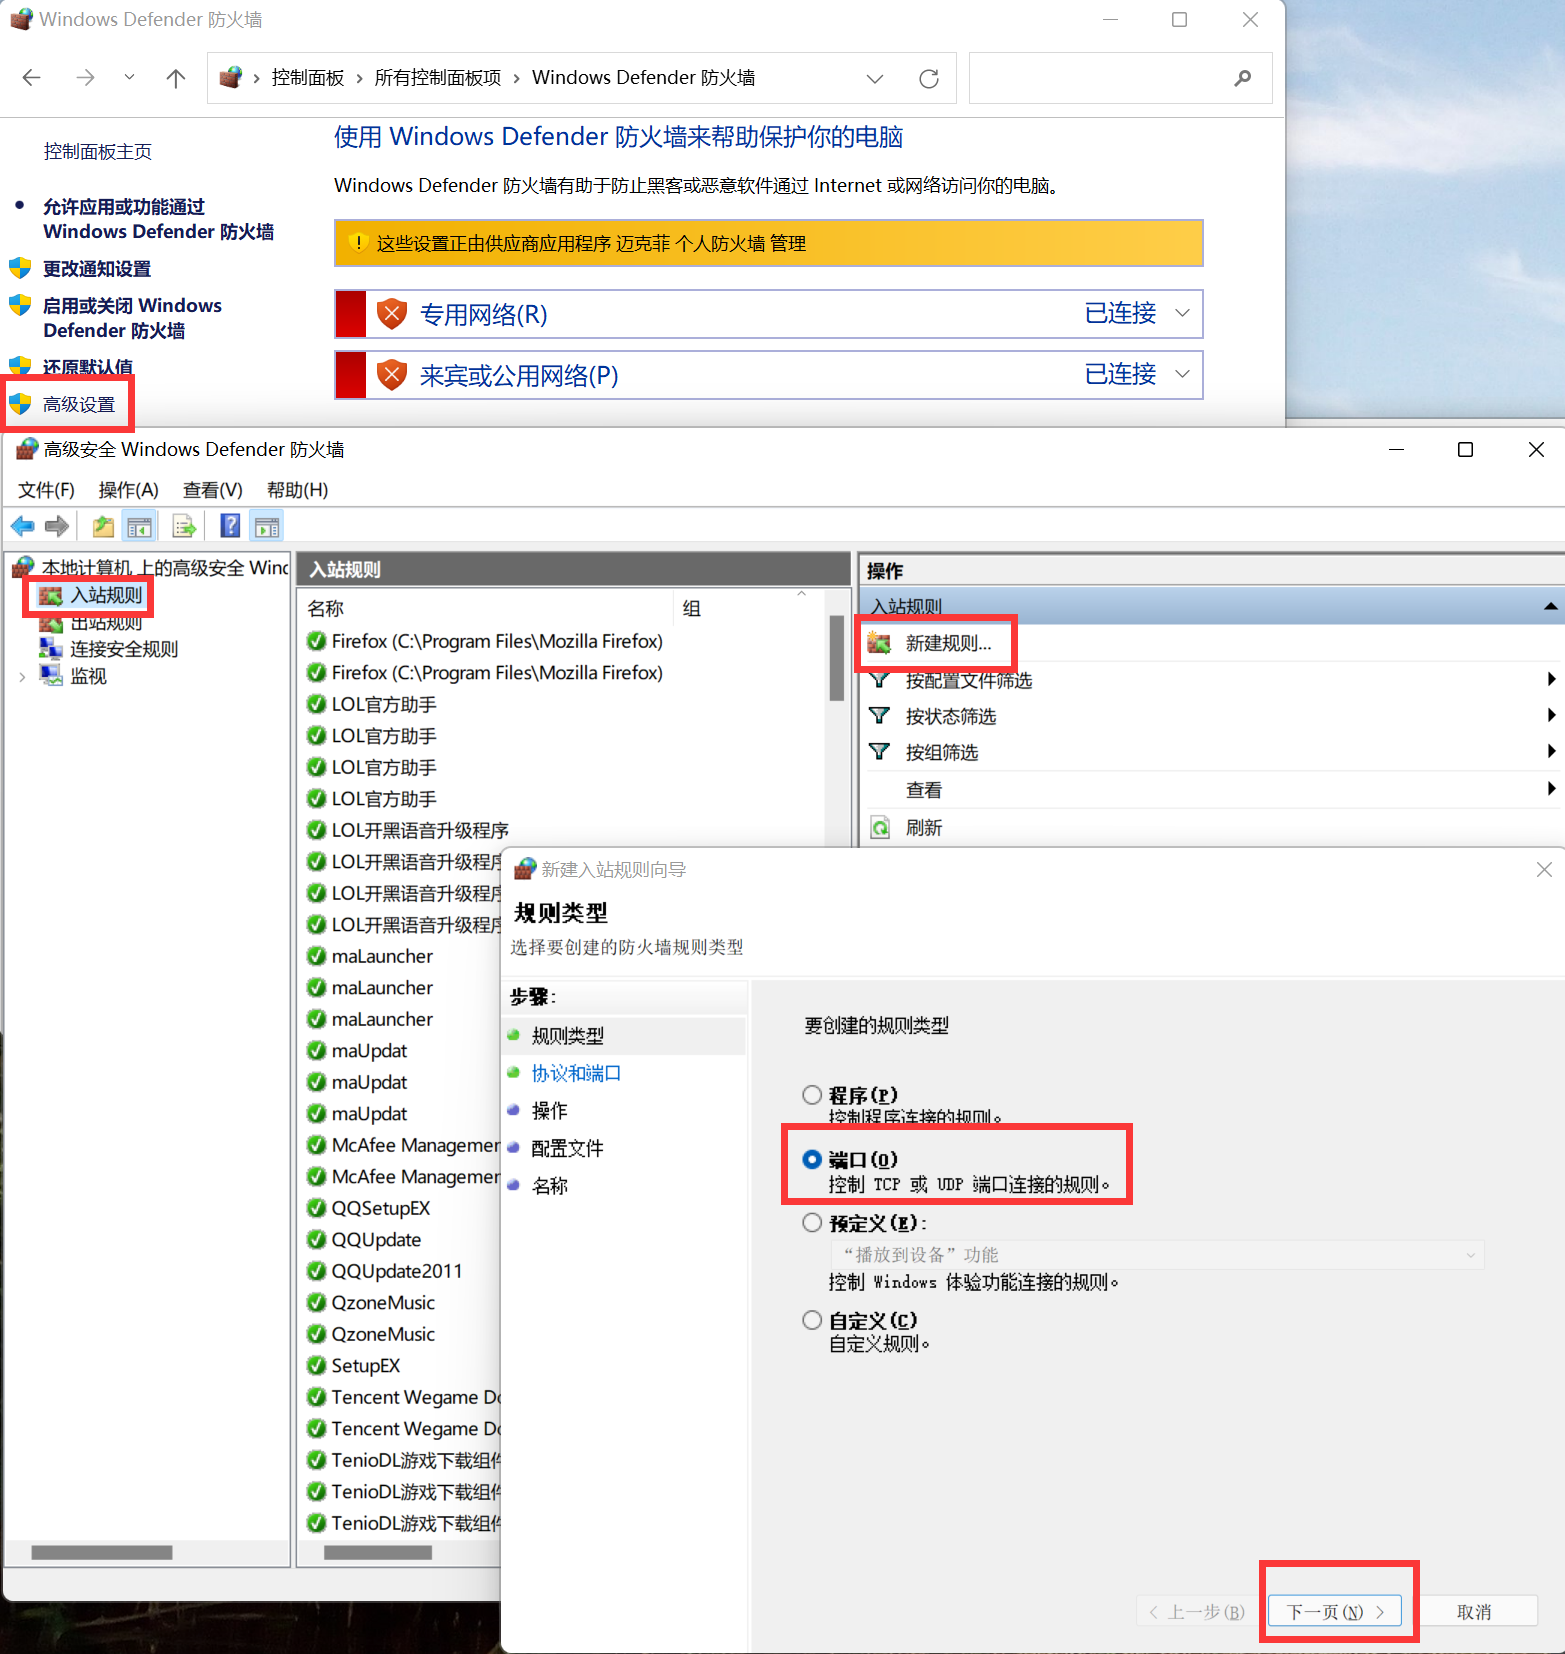 Windows Defender 防火墙
控制面板 › 所有控制面板项 › Windows Defender 防火墙
控制面板主页
允许应用或功能通过
Windows Defender 防火墙
更改通知设置
启用或关闭 Windows
Defender 防火墙
还原默认值
高级设置
使用 Windows Defender 防火墙来帮助保护你的电脑
Windows Defender 防火墙有助于防止黑客或恶意软件通过 Internet 或网络访问你的电脑。
这些设置正由供应商应用程序 迈克菲 个人防火墙 管理
专用网络(R) 已连接
来宾或公用网络(P) 已连接
高级安全 Windows Defender 防火墙
文件(F) 操作(A) 查看(V) 帮助(H)
本地计算机 上的高级安全 Winc
入站规则
出站规则
连接安全规则
监视
入站规则
名称 组
Firefox (C:\Program Files\Mozilla Firefox)
Firefox (C:\Program Files\Mozilla Firefox)
LOL官方助手
LOL官方助手
LOL官方助手
LOL官方助手
LOL开黑语音升级程序
LOL开黑语音升级程序
LOL开黑语音升级程序
LOL开黑语音升级程序
maLauncher
maLauncher
maLauncher
maUpdat
maUpdat
maUpdat
McAfee Managemen
McAfee Managemen
QQSetupEX
QQUpdate
QQUpdate2011
QzoneMusic
QzoneMusic
SetupEX
Tencent Wegame Do
Tencent Wegame Do
TenioDL游戏下载组件
TenioDL游戏下载组件
TenioDL游戏下载组件
操作
入站规则
新建规则...
按配置文件筛选
按状态筛选
按组筛选
查看
刷新
新建入站规则向导
规则类型
选择要创建的防火墙规则类型
步骤:
规则类型
协议和端口
操作
配置文件
名称
要创建的规则类型
程序(P)
控制程序连接的规则。
端口(O)
控制 TCP 或 UDP 端口连接的规则。
预定义(E):
“播放到设备”功能
控制 Windows 体验功能连接的规则。
自定义(C)
自定义规则。
< 上一步(B) 下一页(N) > 取消